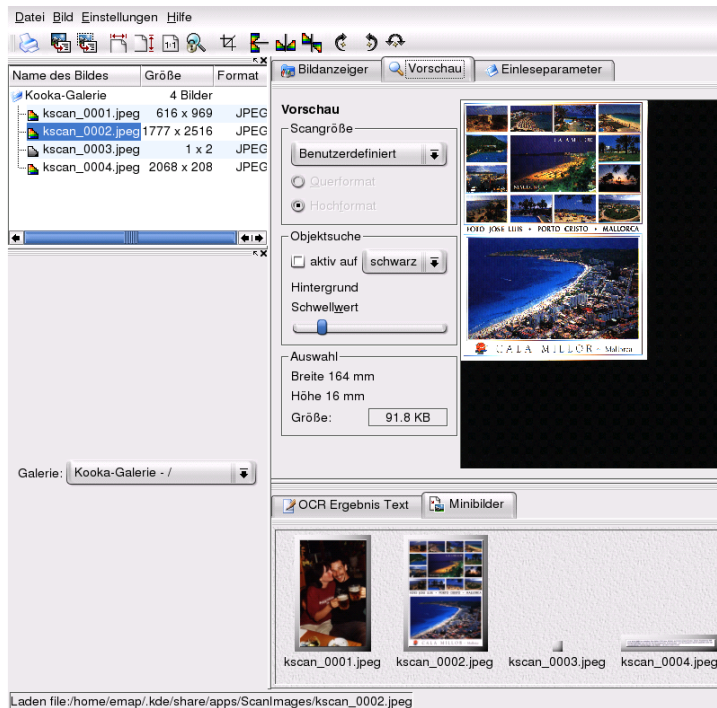 Datei Bild Einstellungen Hilfe
1:1
Name des Bildes Größe Format
Kooka-Galerie 4 Bilder
kscan_0001.jpeg 616 x 969 JPEG
kscan_0002.jpeg 1777 x 2516 JPEG
kscan_0003.jpeg 1 x 2 JPEG
kscan_0004.jpeg 2068 x 208 JPEG
Galerie: Kooka-Galerie - /
Bildanzeiger Vorschau Einleseparameter
Vorschau
Scangröße
Benutzerdefiniert
Querformat
Hochformat
Objektsuche
aktiv auf schwarz
Hintergrund
Schwellwert
Auswahl
Breite 164 mm
Höhe 16 mm
Größe: 91.8 KB
FOTO JOSE LUIS • PORTO CRISTO • MALLORCA
CALA MILLOR - Mallorca
OCR Ergebnis Text Minibilder
kscan_0001.jpeg kscan_0002.jpeg kscan_0003.jpeg kscan_0004.jpeg
Laden file:/home/emap/.kde/share/apps/ScanImages/kscan_0002.jpeg